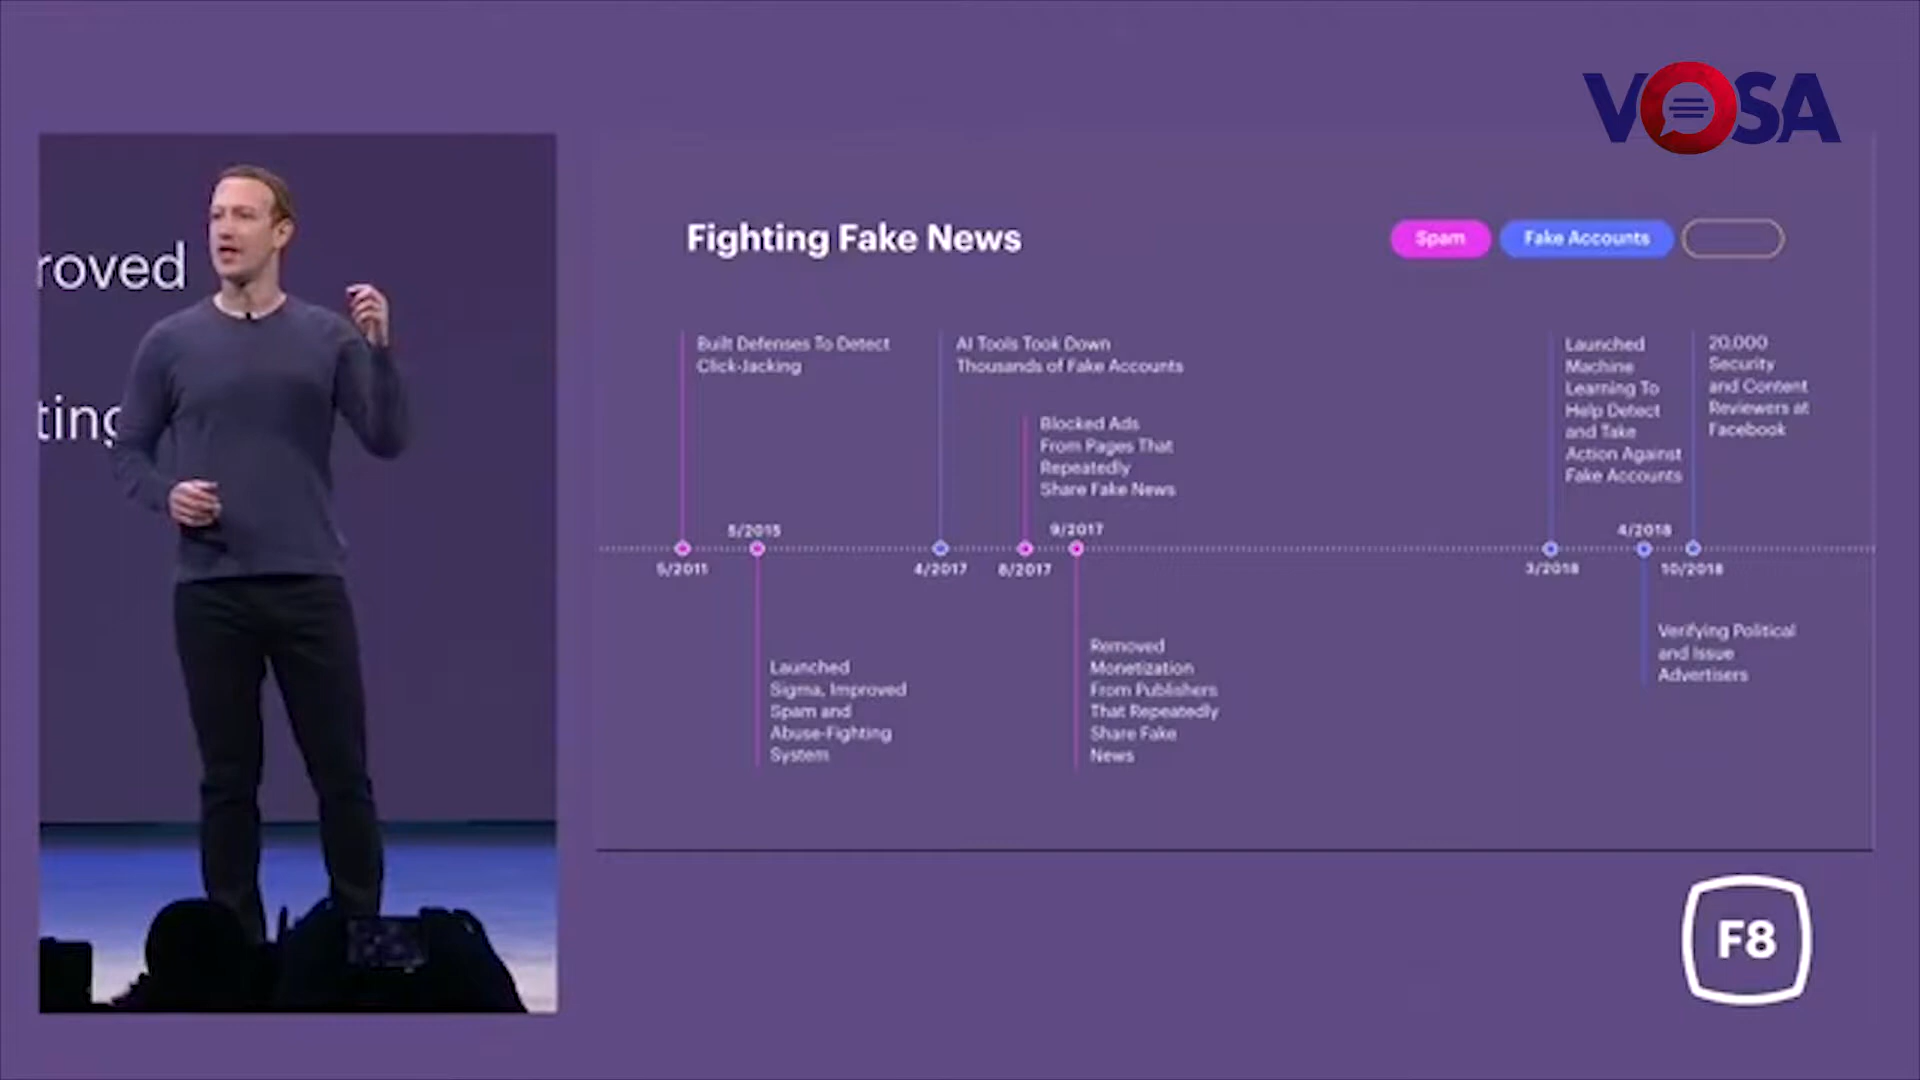 VOSA
roved
ting
Fighting Fake News
Spam
Fake Accounts
Built Defenses To Detect
Click-Jacking
AI Tools Took Down
Thousands of Fake Accounts
Blocked Ads
From Pages That
Repeatedly
Share Fake News
Launched
Machine
Learning To
Help Detect
and Take
Action Against
Fake Accounts
20,000
Security
and Content
Reviewers at
Facebook
5/2015
9/2017
4/2018
5/2011
4/2017
8/2017
3/2018
10/2018
Launched
Sigma, Improved
Spam and
Abuse-Fighting
System
Removed
Monetization
From Publishers
That Repeatedly
Share Fake
News
Verifying Political
and Issue
Advertisers
F8